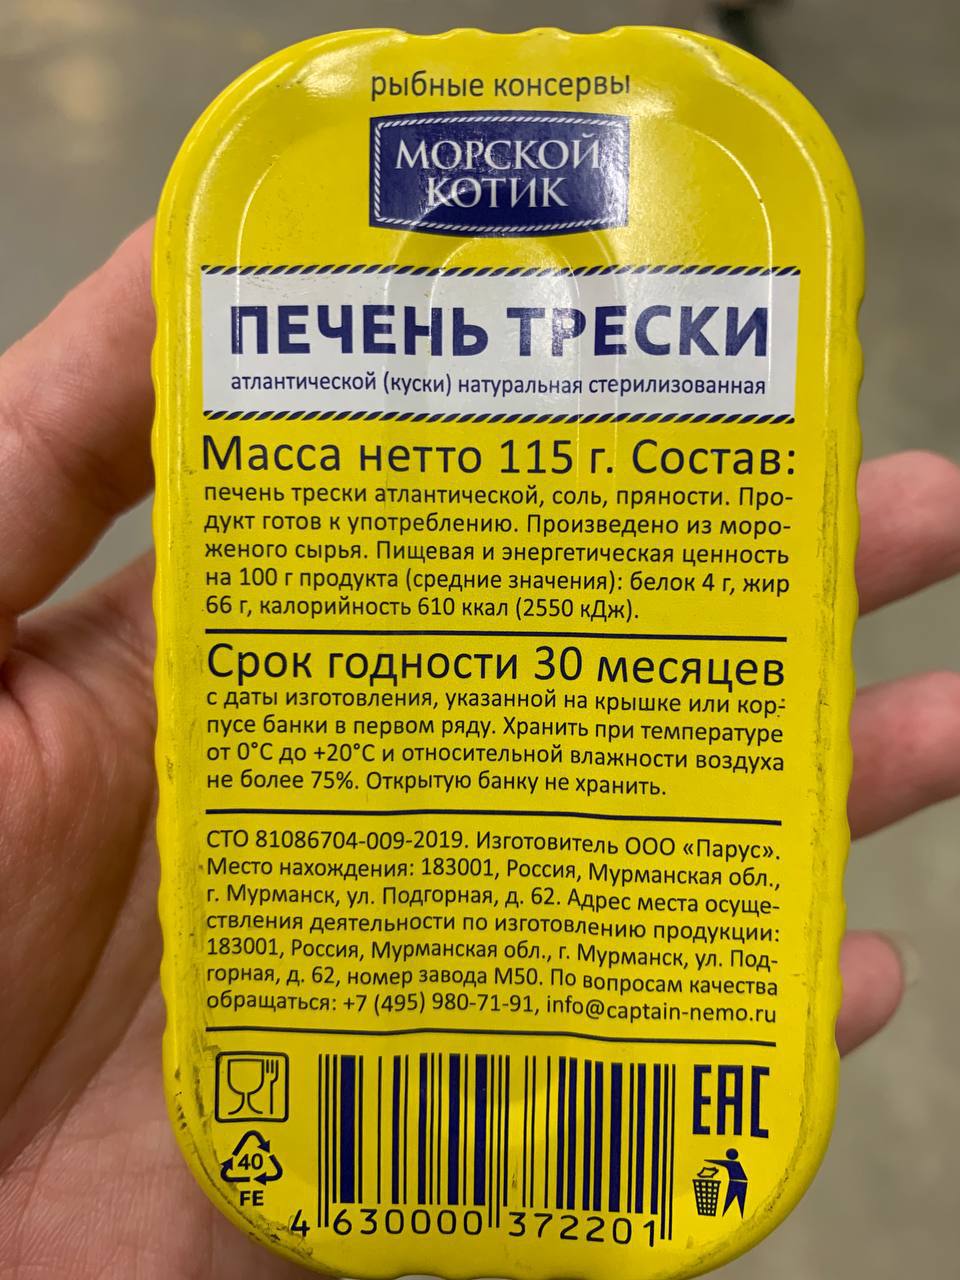 рыбные консервы
МОРСКОЙ
КОТИК
ПЕЧЕНЬ ТРЕСКИ
атлантической (куски) натуральная стерилизованная
Масса нетто 115 г. Состав:
печень трески атлантической, соль, пряности. Про-
дукт готов к употреблению. Произведено из моро-
женого сырья. Пищевая и энергетическая ценность
на 100 г продукта (средние значения): белок 4 г, жир
66 г, калорийность 610 ккал (2550 кДж).
Срок годности 30 месяцев
с даты изготовления, указанной на крышке или кор-
пусе банки в первом ряду. Хранить при температуре
от 0°С до +20°С и относительной влажности воздуха
не более 75%. Открытую банку не хранить.
СТО 81086704-009-2019. Изготовитель ООО «Парус».
Место нахождения: 183001, Россия, Мурманская обл.,
г. Мурманск, ул. Подгорная, д. 62. Адрес места осуще-
ствления деятельности по изготовлению продукции:
183001, Россия, Мурманская обл., г. Мурманск, ул. Под-
горная, д. 62, номер завода М50. По вопросам качества
обращаться: +7 (495) 980-71-91, info@captain-nemo.ru
EAC
40
FE
4 630000 372201